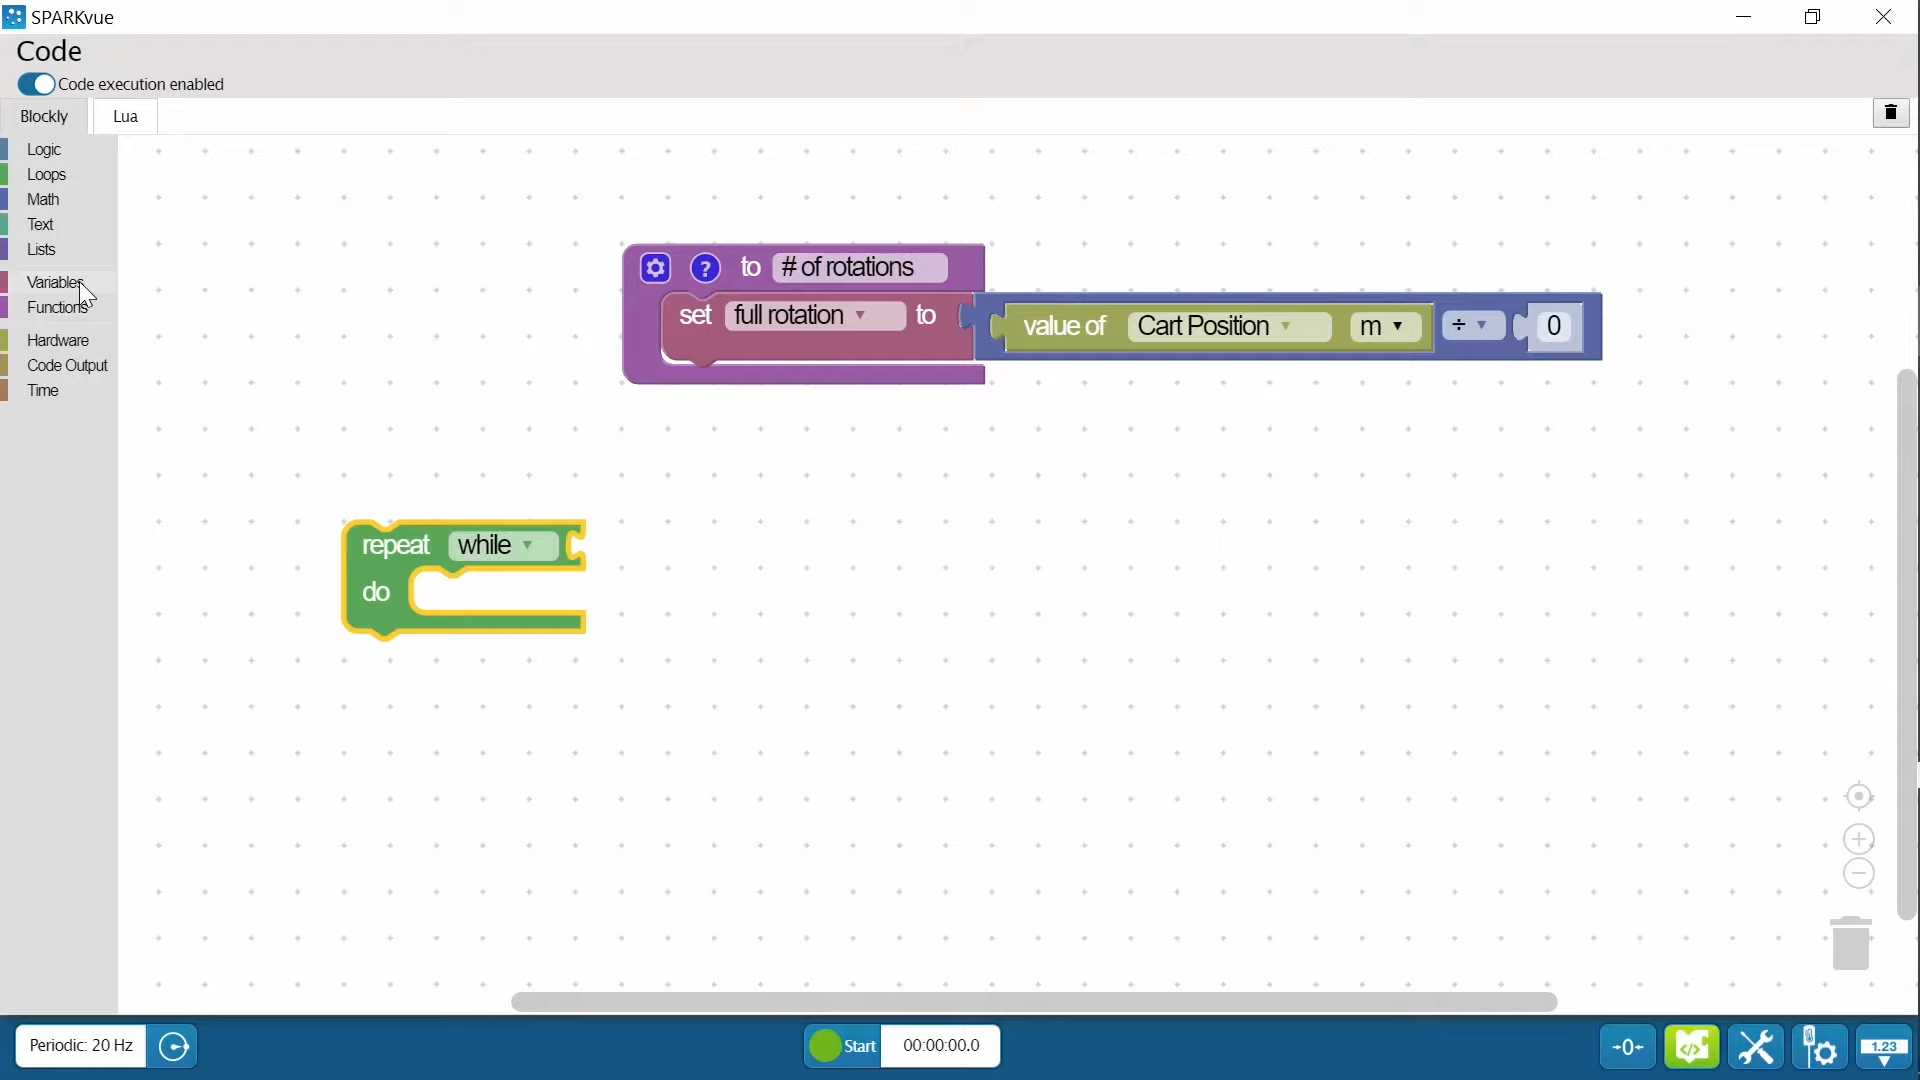 SPARKvue
Code
Code execution enabled
Blockly
Lua
Logic
Loops
Math
Text
Lists
Variables
Functions
Hardware
Code Output
Time
? to # of rotations
set full rotation to value of Cart Position m ÷ 0
repeat while
do
Periodic: 20 Hz
Start 00:00:00.0
→0←
</>
1.23